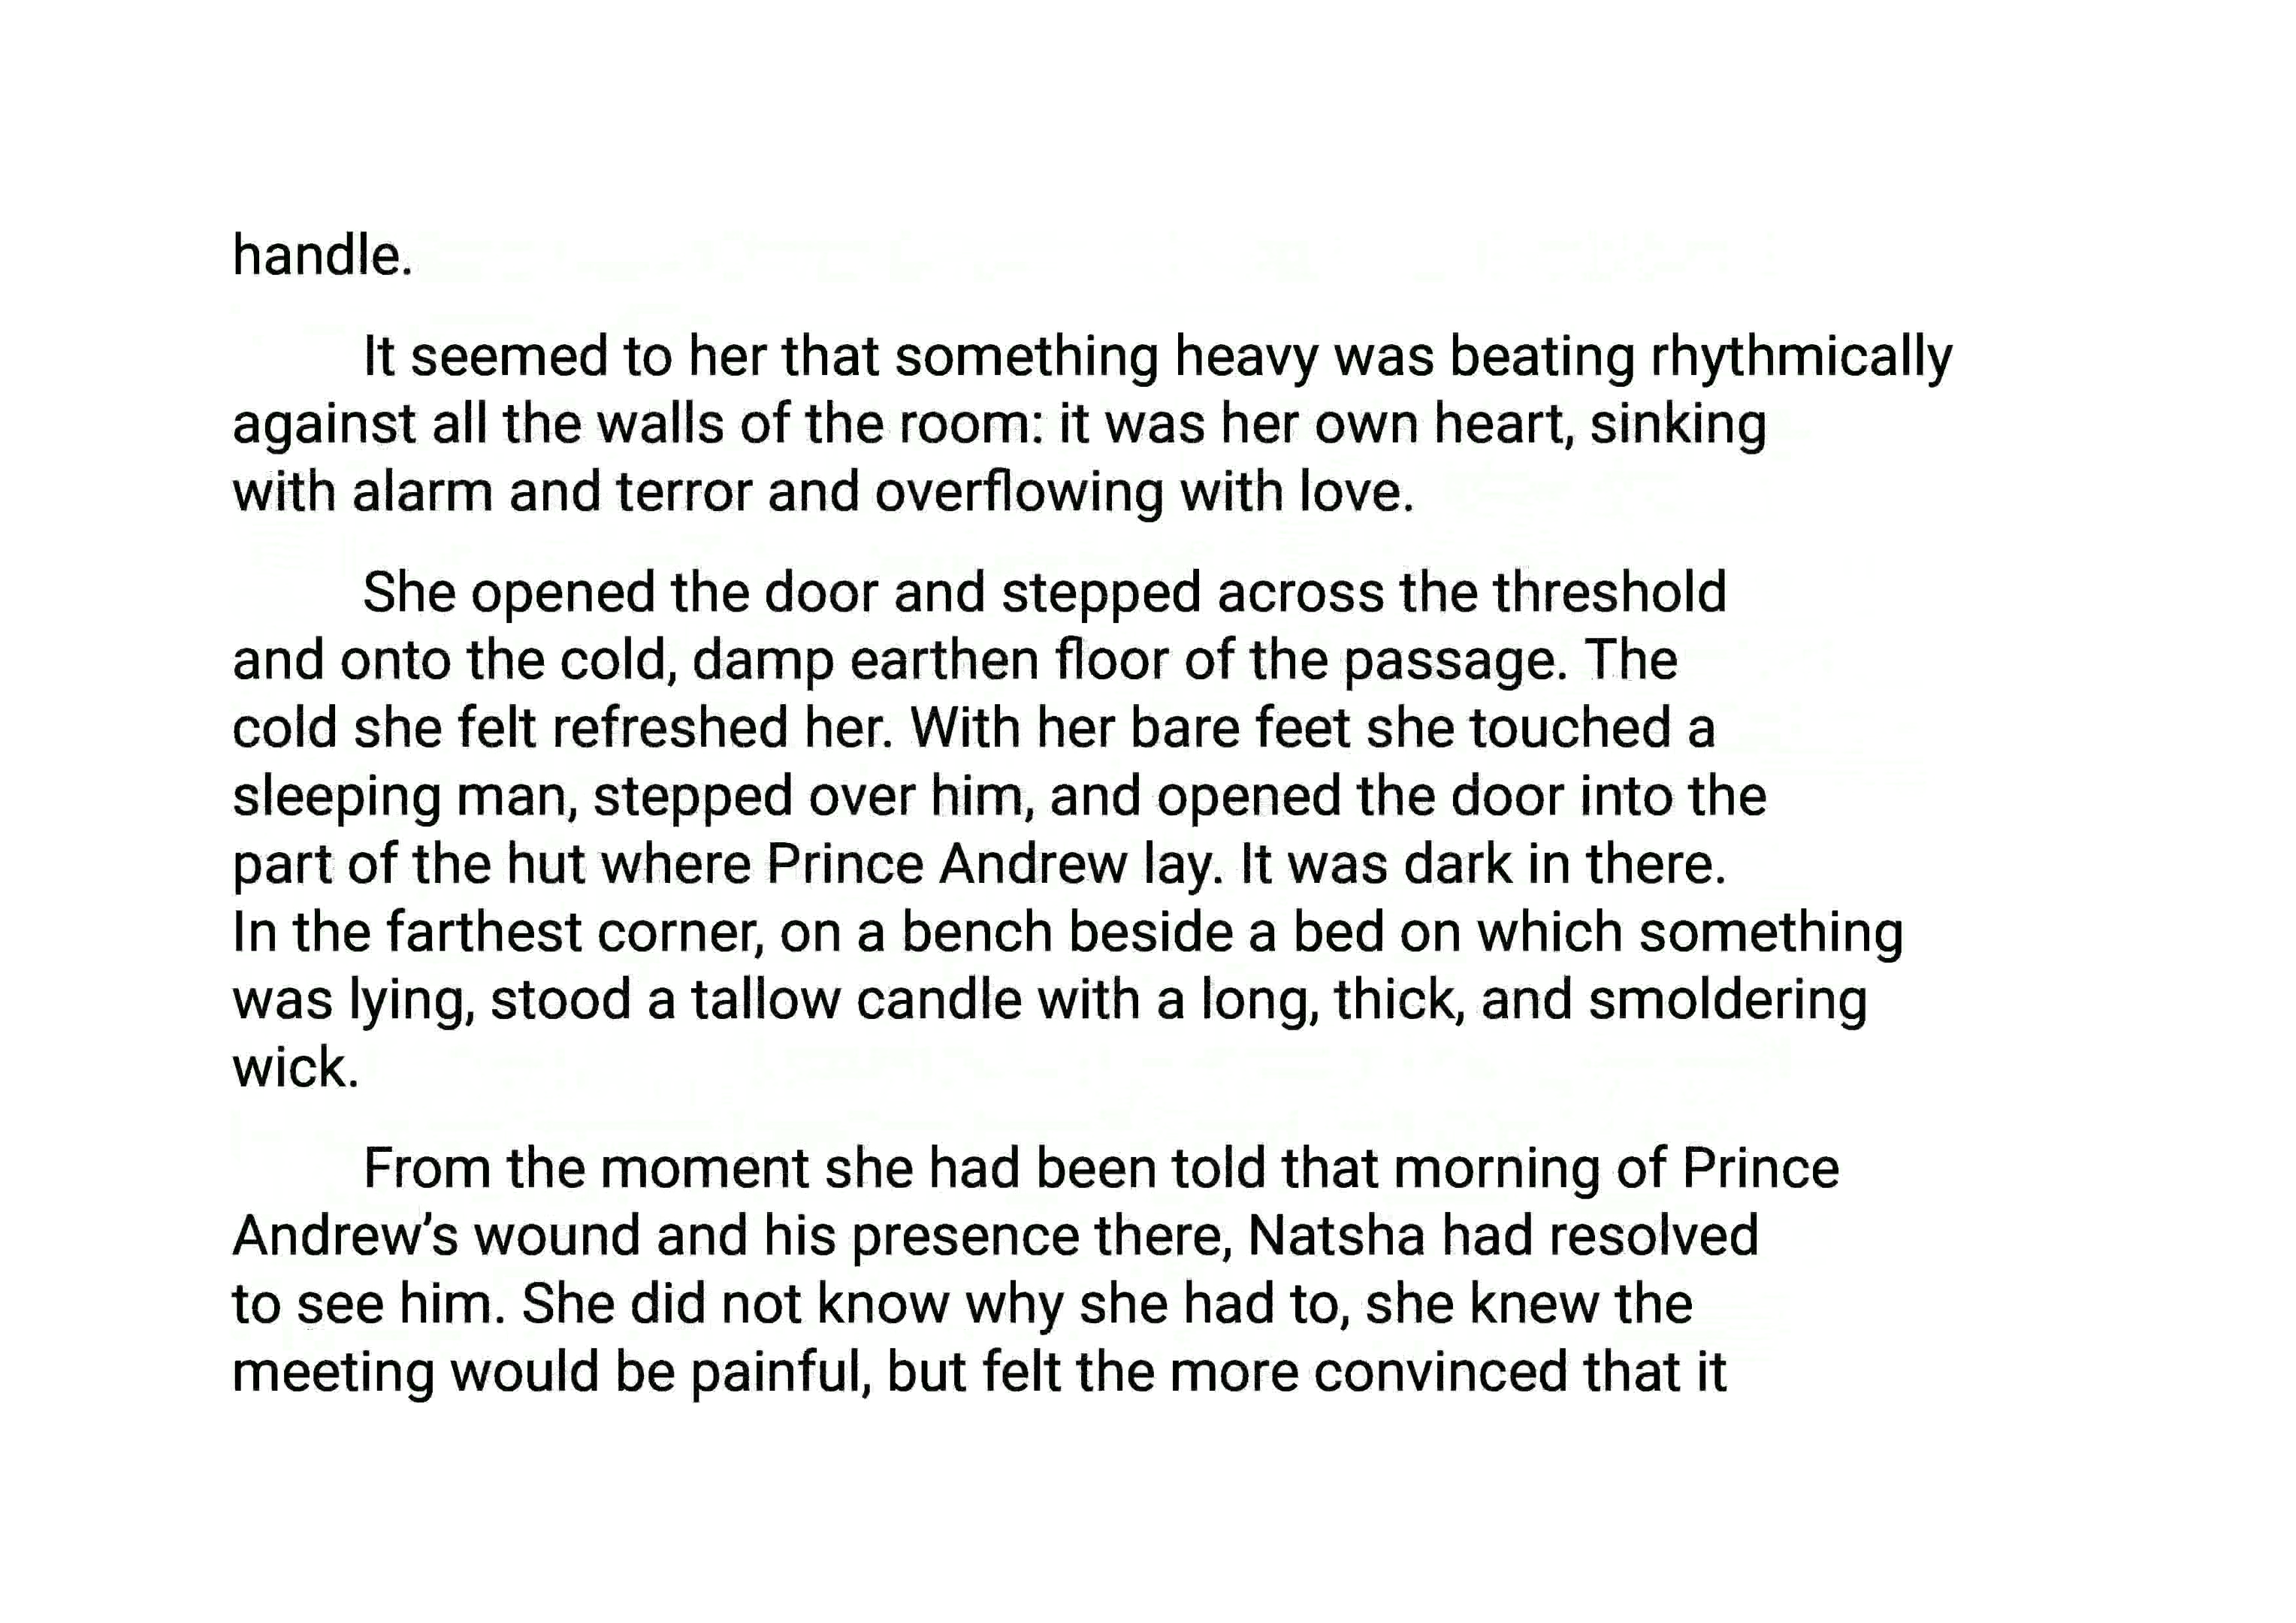 handle.
It seemed to her that something heavy was beating rhythmically
against all the walls of the room: it was her own heart, sinking
with alarm and terror and overflowing with love.
She opened the door and stepped across the threshold
and onto the cold, damp earthen floor of the passage. The
cold she felt refreshed her. With her bare feet she touched a
sleeping man, stepped over him, and opened the door into the
part of the hut where Prince Andrew lay. It was dark in there.
In the farthest corner, on a bench beside a bed on which something
was lying, stood a tallow candle with a long, thick, and smoldering
wick.
From the moment she had been told that morning of Prince
Andrew’s wound and his presence there, Natsha had resolved
to see him. She did not know why she had to, she knew the
meeting would be painful, but felt the more convinced that it